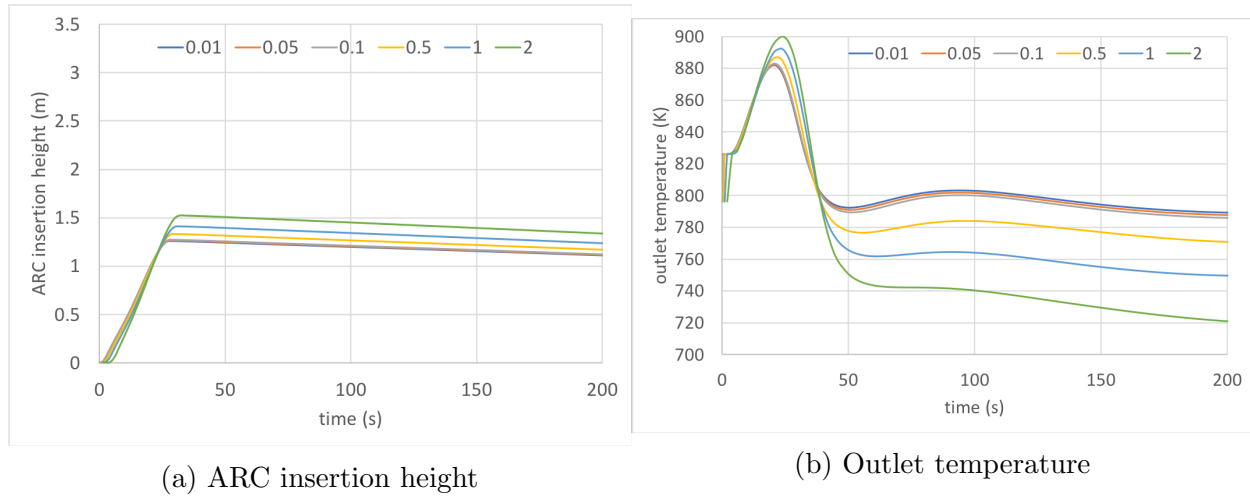 3.5
3
2.5
2
1.5
1
0.5
0
0.01 0.05 0.1 0.5 1 2
ARC insertion height (m)
0 50 100 150 200
time (s)
(a) ARC insertion height
900
880
860
840
820
800
780
760
740
720
700
0.01 0.05 0.1 0.5 1 2
outlet temperature (K)
0 50 100 150 200
time (s)
(b) Outlet temperature